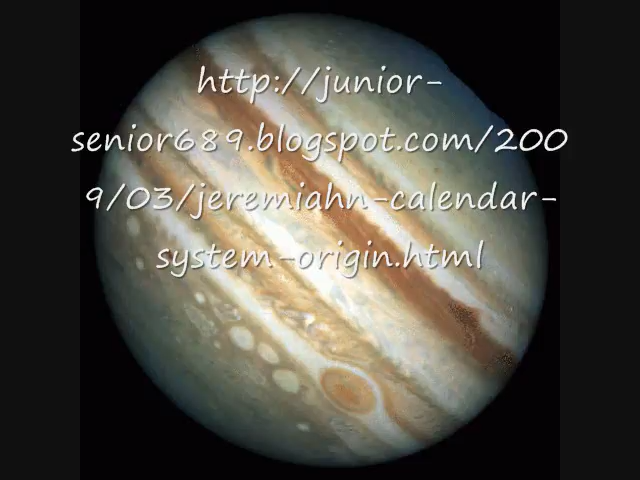 http://junior-
senior689.blogspot.com/200
9/03/jeremiahn-calendar-
system-origin.html